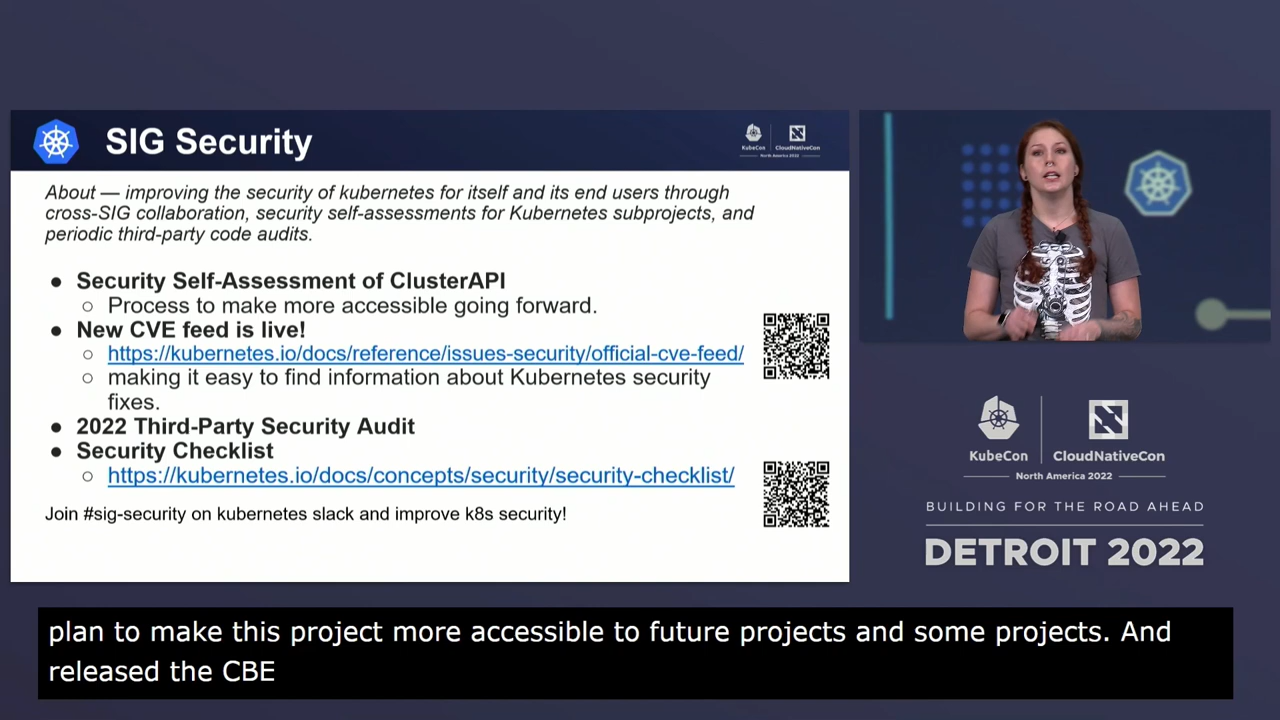 SIG Security
KubeCon
CloudNativeCon
North America 2022
About — improving the security of kubernetes for itself and its end users through
cross-SIG collaboration, security self-assessments for Kubernetes subprojects, and
periodic third-party code audits.
● Security Self-Assessment of ClusterAPI
○ Process to make more accessible going forward.
● New CVE feed is live!
○ https://kubernetes.io/docs/reference/issues-security/official-cve-feed/
○ making it easy to find information about Kubernetes security
fixes.
● 2022 Third-Party Security Audit
● Security Checklist
○ https://kubernetes.io/docs/concepts/security/security-checklist/
Join #sig-security on kubernetes slack and improve k8s security!
KubeCon
CloudNativeCon
North America 2022
BUILDING FOR THE ROAD AHEAD
DETROIT 2022
plan to make this project more accessible to future projects and some projects. And
released the CBE